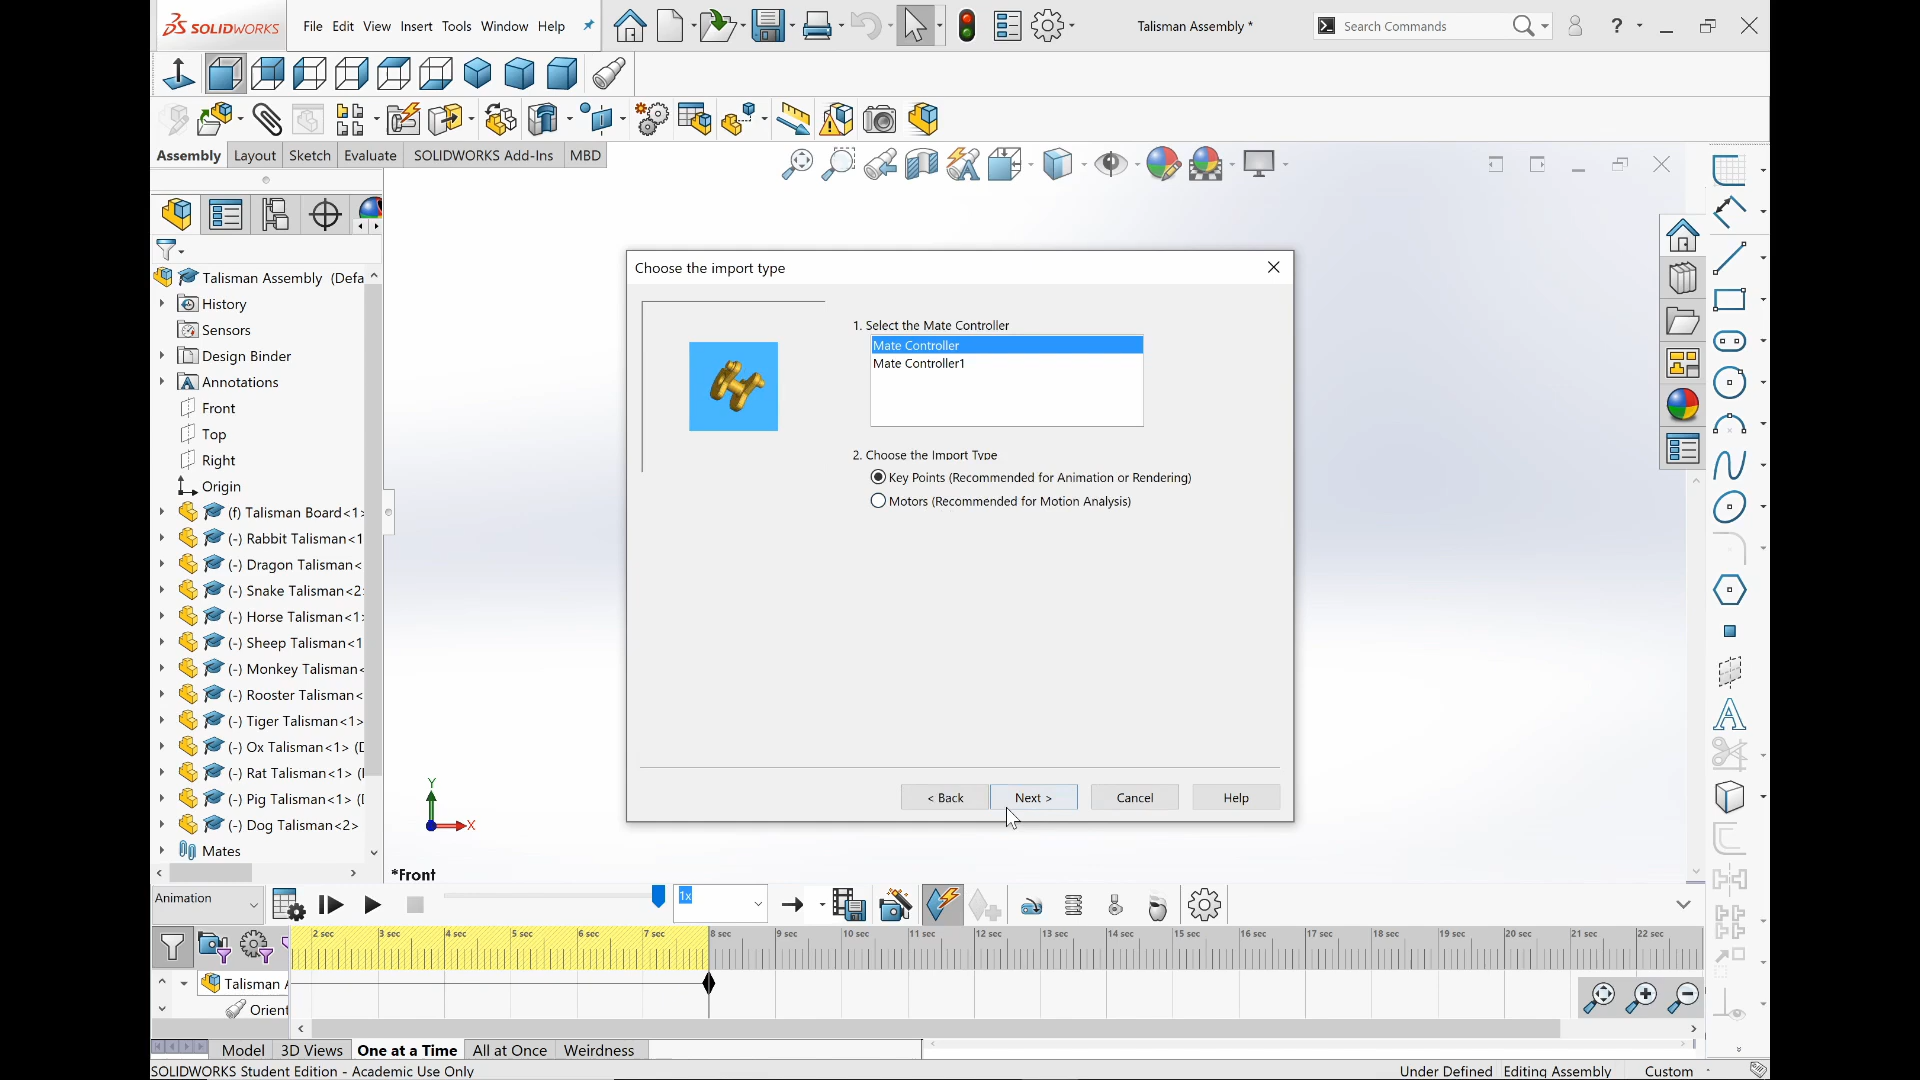 SOLIDWORKS File Edit View Insert Tools Window Help Talisman Assembly * Search Commands ?
Assembly Layout Sketch Evaluate SOLIDWORKS Add-Ins MBD
Talisman Assembly (Defa
History
Sensors
Design Binder
Annotations
Front
Top
Right
Origin
(f) Talisman Board<1>
(-) Rabbit Talisman<1
(-) Dragon Talisman<
(-) Snake Talisman<2
(-) Horse Talisman<1>
(-) Sheep Talisman<1
(-) Monkey Talisman<
(-) Rooster Talisman<
(-) Tiger Talisman<1>
(-) Ox Talisman<1> (D
(-) Rat Talisman<1> (
(-) Pig Talisman<1> (D
(-) Dog Talisman<2>
Mates
Choose the import type
1. Select the Mate Controller
Mate Controller
Mate Controller1
2. Choose the Import Type
Key Points (Recommended for Animation or Rendering)
Motors (Recommended for Motion Analysis)
< Back Next > Cancel Help
Y
X
*Front
Animation 1x
2 sec 3 sec 4 sec 5 sec 6 sec 7 sec 8 sec 9 sec 10 sec 11 sec 12 sec 13 sec 14 sec 15 sec 16 sec 17 sec 18 sec 19 sec 20 sec 21 sec 22 sec
Talisman A
Orient
Model 3D Views One at a Time All at Once Weirdness
SOLIDWORKS Student Edition - Academic Use Only Under Defined Editing Assembly Custom